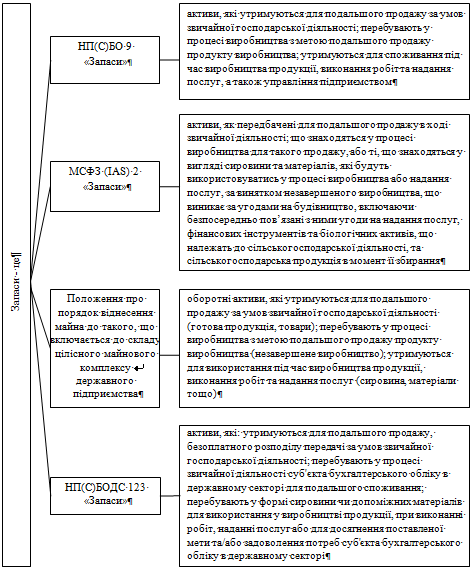 Запаси - це¶
НП(С)БО·9·
«Запаси»¶
активи, які утримуються для подальшого продажу за умов
звичайної господарської діяльності; перебувають у
процесі виробництва з метою подальшого продажу
продукту виробництва; утримуються для споживання під
час виробництва продукції, виконання робіт та надання
послуг, а також управління підприємством¶
МСФЗ·(IAS)·2·
«Запаси»¶
активи, як передбачені для подальшого продажу в ході
звичайної діяльності; що знаходяться у процесі
виробництва для такого продажу, або ті, що знаходяться у
вигляді сировини та матеріалів, які будуть
використовуватись у процесі виробництва або надання
послуг, за винятком незавершеного виробництва, що
виникає за угодами на будівництво, включаючи
безпосередньо пов'язані з ними угоди на надання послуг,
фінансових інструментів та біологічних активів, що
належать до сільськогосподарської діяльності, та
сільськогосподарська продукція в момент її збирання¶
Положення про
порядок віднесення
майна до такого, що
включається до складу
цілісного майнового
комплексу ↵
державного
підприємства¶
оборотні активи, які утримуються для подальшого
продажу за умов звичайної господарської діяльності
(готова продукція, товари); перебувають у процесі
виробництва з метою подальшого продажу продукту
виробництва (незавершене виробництво); утримуються
для використання під час виробництва продукції,
виконання робіт та надання послуг (сировина, матеріали
тощо)¶
НП(С)БОДС·123·
«Запаси»¶
активи, які: утримуються для подальшого продажу,
безоплатного розподілу передачі за умов звичайної
господарської діяльності; перебувають у процесі
звичайної діяльності суб'єкта бухгалтерського обліку в
державному секторі для подальшого споживання;
перебувають у формі сировини чи допоміжних матеріалів
для використання у виробництві продукції, при виконанні
робіт, наданні послуг або для досягнення поставленої
мети та/або задоволення потреб суб'єкта бухгалтерського
обліку в державному секторі¶